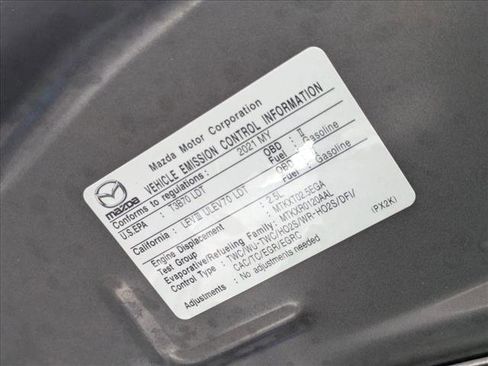 mazda
Mazda Motor Corporation
VEHICLE EMISSION CONTROL INFORMATION
Conforms to regulations: 2021 MY
U.S.EPA : T3B70 LDT OBD : II Fuel : Gasoline
California : LEVIII ULEV70 LDT OBD : II Fuel : Gasoline
Engine Displacement : 2.5L
Test Group : MTKXT02.5EGA
Evaporative/Refueling Family: MTKXR0120AAL
Control Type : TWC/WU-TWC/HO2S/WR-HO2S/DFI/
CAC/TC/EGR/EGRC
Adjustments : No adjustments needed
(PX2K)